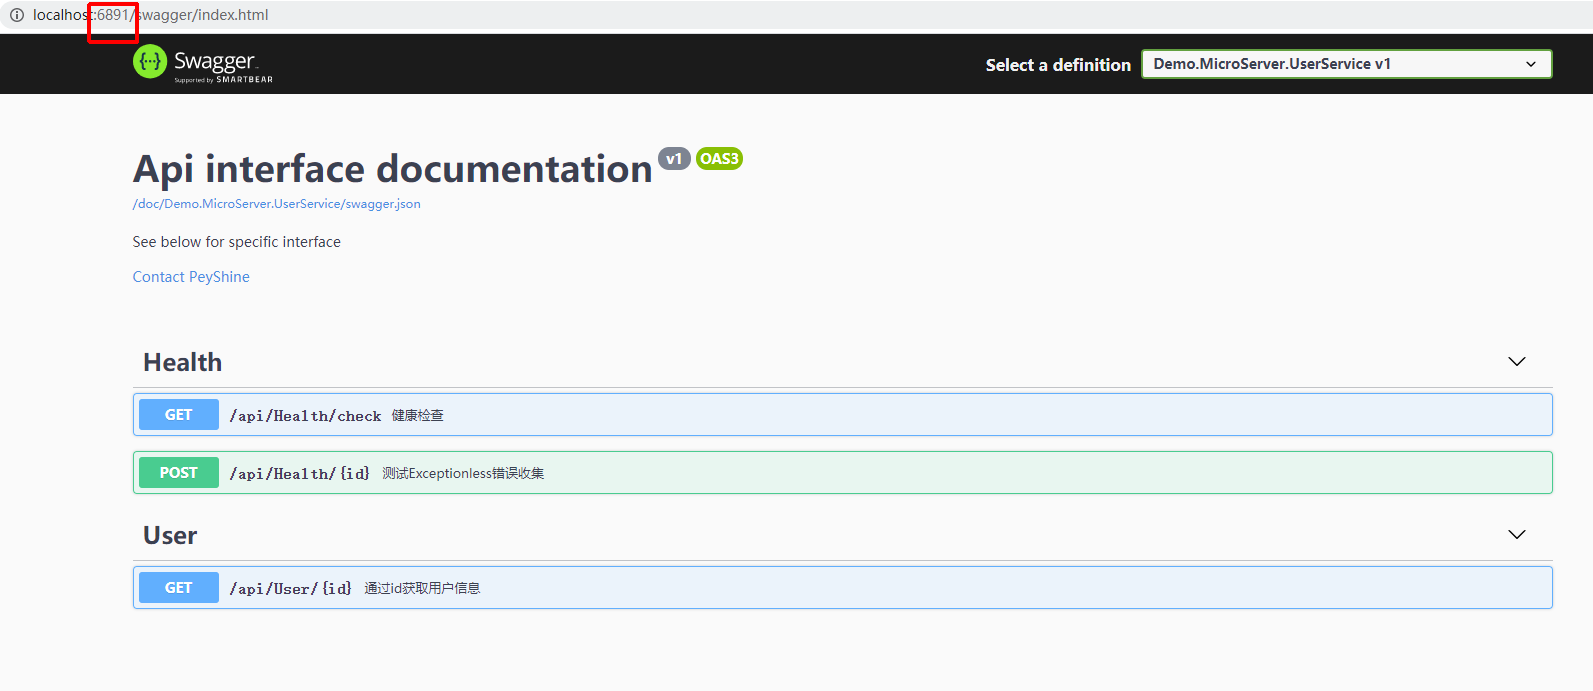 localhost:6891/swagger/index.html
Swagger
Supported by SMARTBEAR
Select a definition
Demo.MicroServer.UserService v1
Api interface documentation v1 OAS3
/doc/Demo.MicroServer.UserService/swagger.json
See below for specific interface
Contact PeyShine
Health
GET /api/Health/check 健康检查
POST /api/Health/{id} 测试Exceptionless错误收集
User
GET /api/User/{id} 通过id获取用户信息